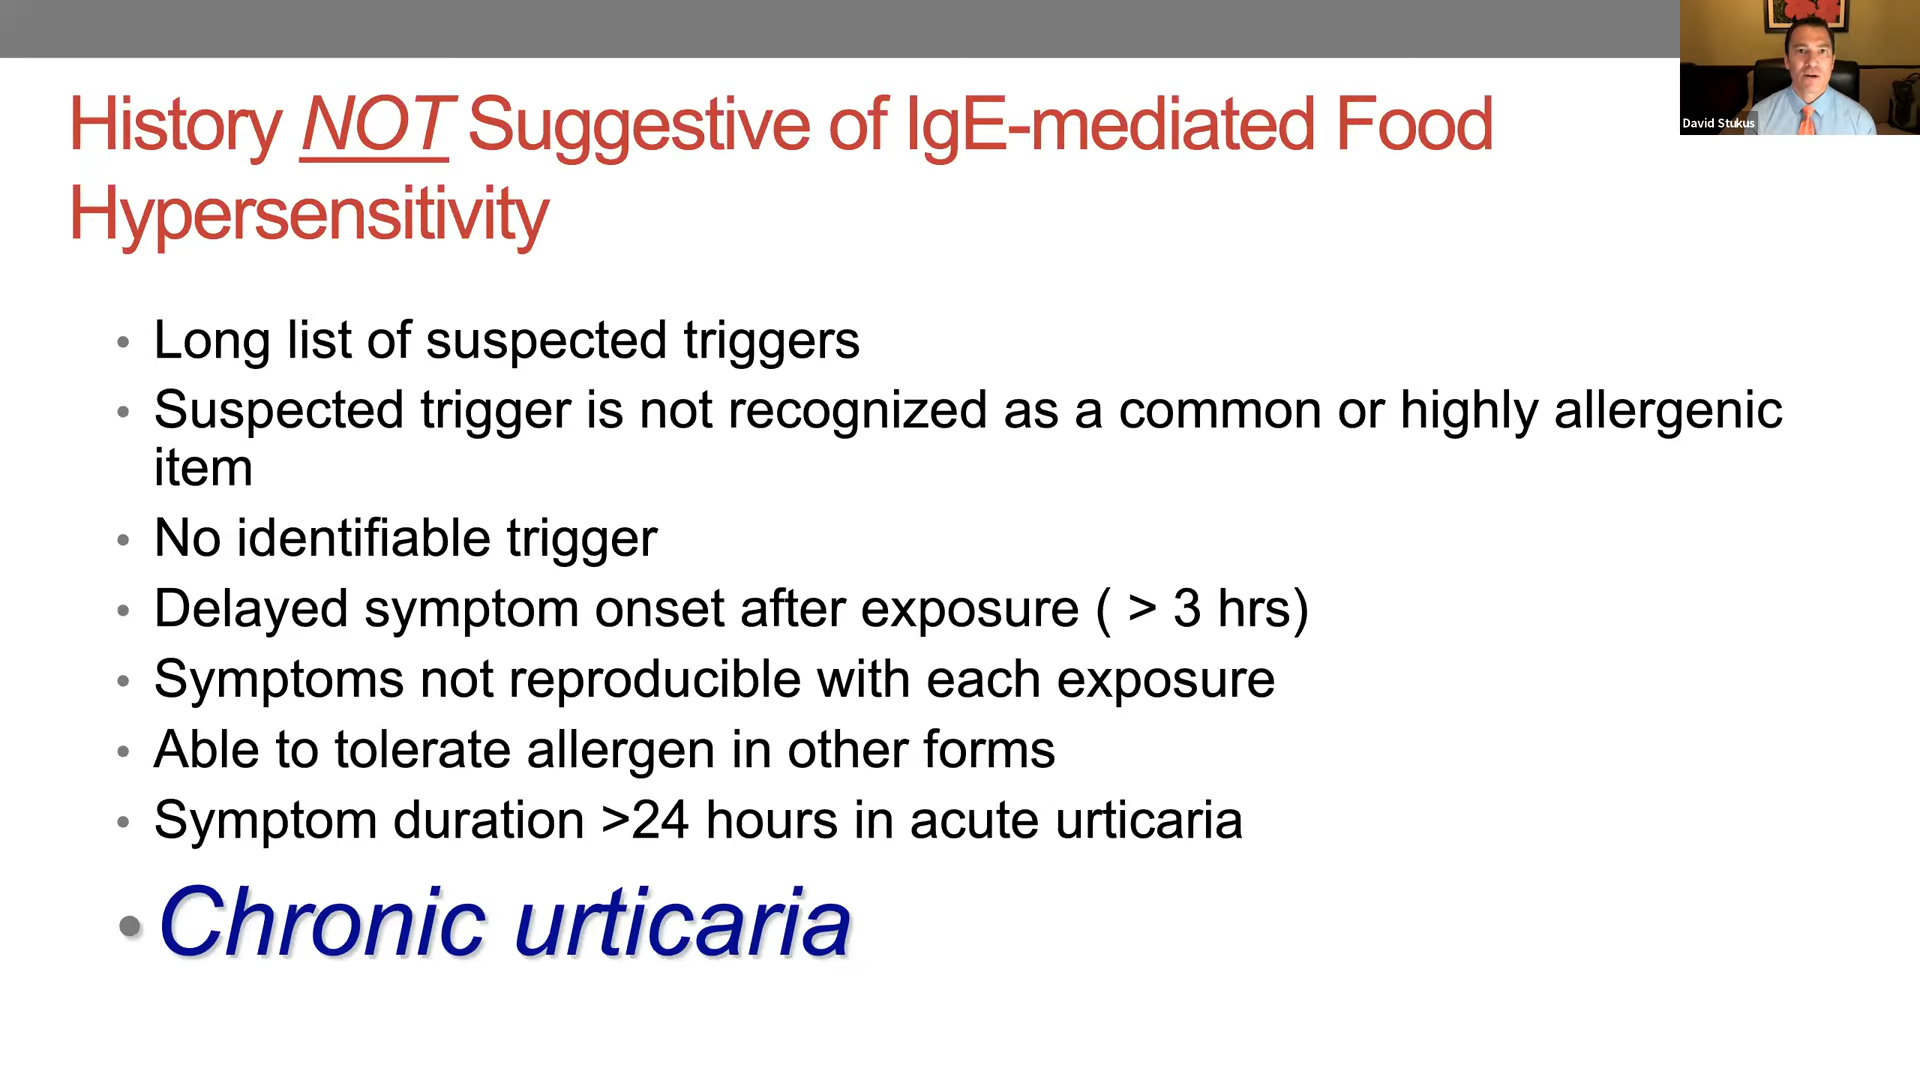 David Stukus
History NOT Suggestive of IgE-mediated Food
Hypersensitivity
• Long list of suspected triggers
• Suspected trigger is not recognized as a common or highly allergenic
item
• No identifiable trigger
• Delayed symptom onset after exposure ( > 3 hrs)
• Symptoms not reproducible with each exposure
• Able to tolerate allergen in other forms
• Symptom duration >24 hours in acute urticaria
• Chronic urticaria